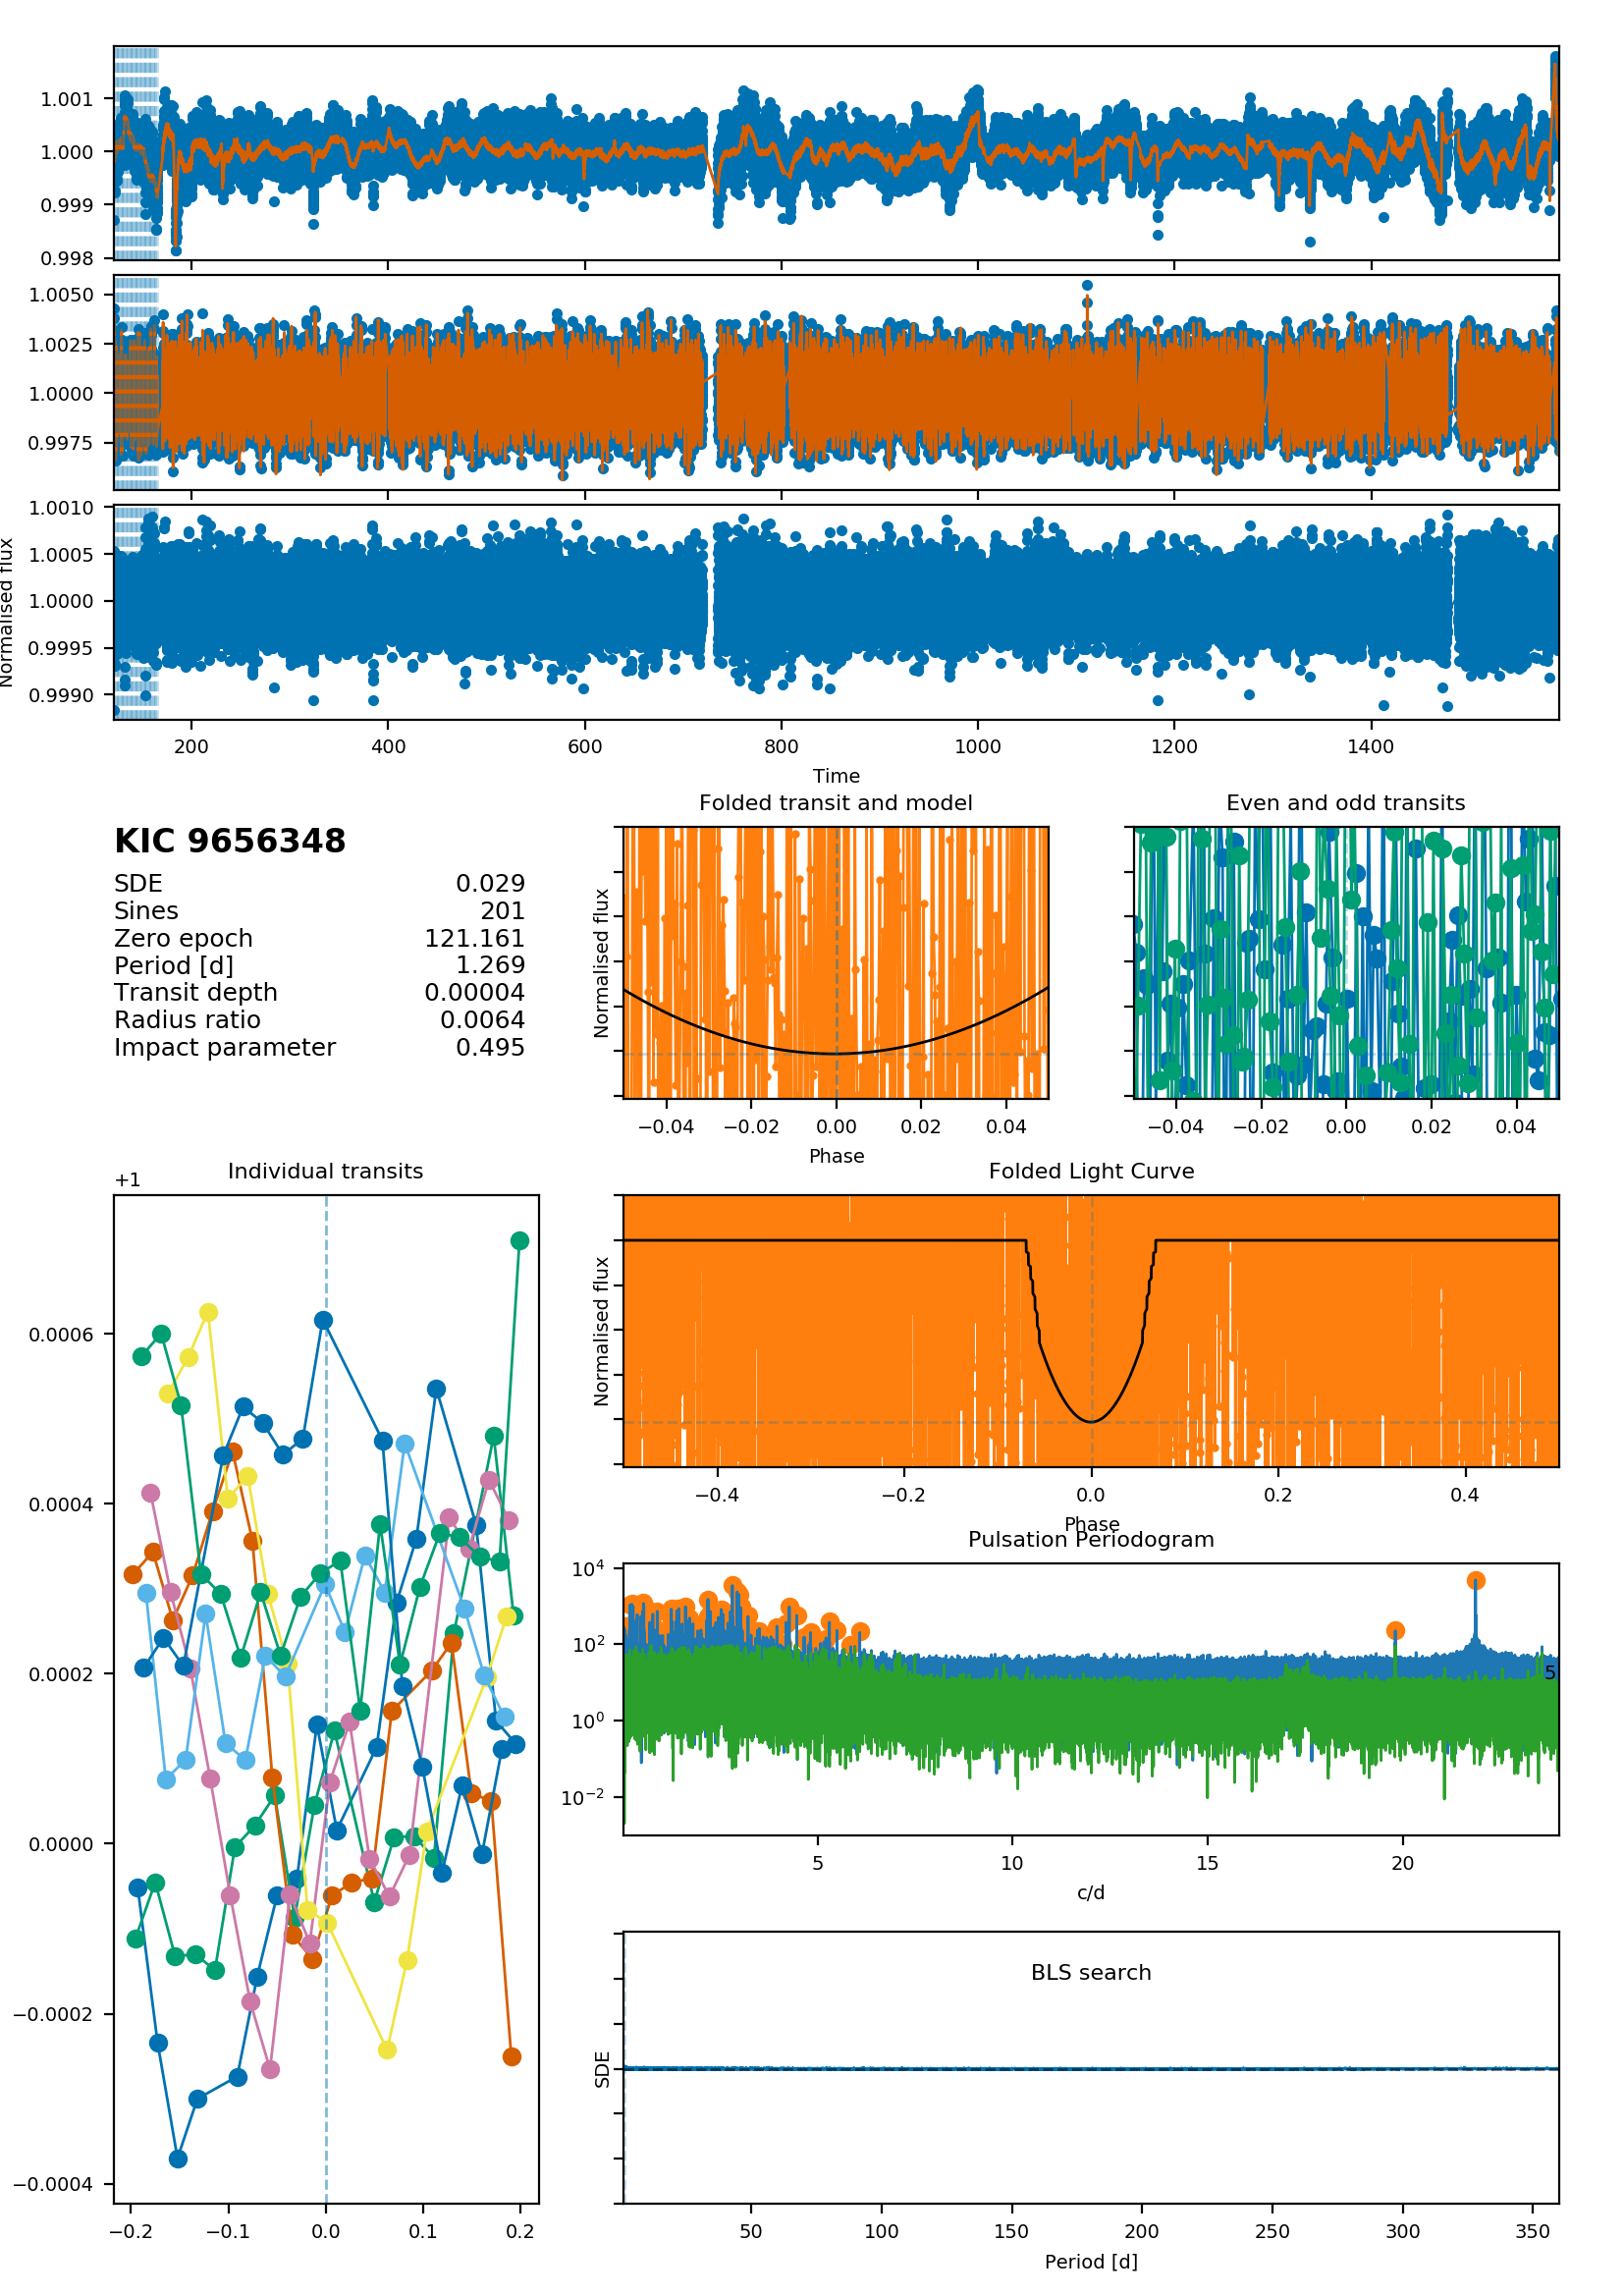 1.001
1.000
0.999
0.998
1.0050
1.0025
1.0000
0.9975
1.0010
1.0005
1.0000
0.9995
0.9990
Normalised flux
200 400 600 800 1000 1200 1400
Time
KIC 9656348
SDE 0.029
Sines 201
Zero epoch 121.161
Period [d] 1.269
Transit depth 0.00004
Radius ratio 0.0064
Impact parameter 0.495
Folded transit and model
Normalised flux
−0.04 −0.02 0.00 0.02 0.04
Phase
Even and odd transits
−0.04 −0.02 0.00 0.02 0.04
Individual transits
+1
0.0006
0.0004
0.0002
0.0000
−0.0002
−0.0004
−0.2 −0.1 0.0 0.1 0.2
Folded Light Curve
Normalised flux
−0.4 −0.2 0.0 0.2 0.4
Phase
Pulsation Periodogram
10⁴
10²
10⁰
10⁻²
5
5 10 15 20
c/d
BLS search
SDE
50 100 150 200 250 300 350
Period [d]